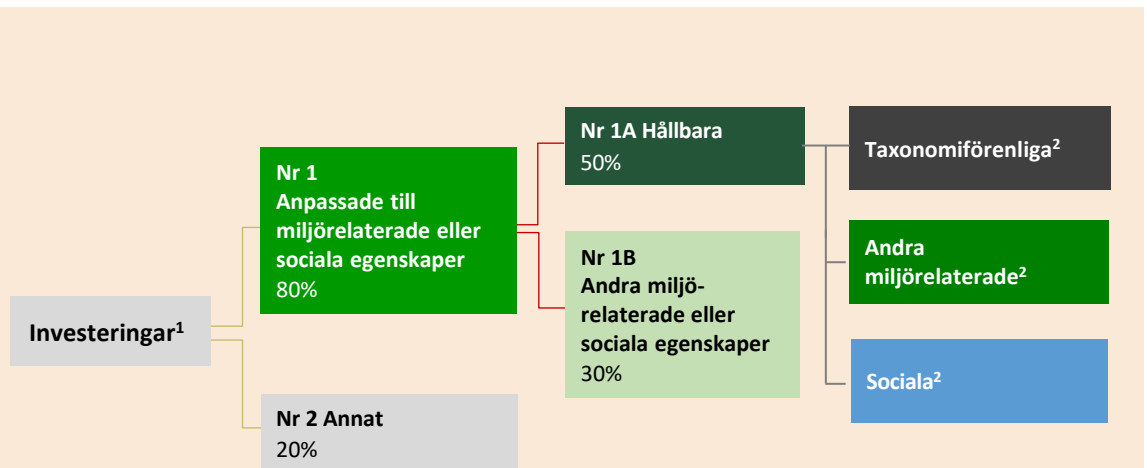 Investeringar¹
Nr 1
Anpassade till
miljörelaterade eller
sociala egenskaper
80%
Nr 2 Annat
20%
Nr 1A Hållbara
50%
Nr 1B
Andra miljö-
relaterade eller
sociala egenskaper
30%
Taxonomiförenliga²
Andra
miljörelaterade²
Sociala²